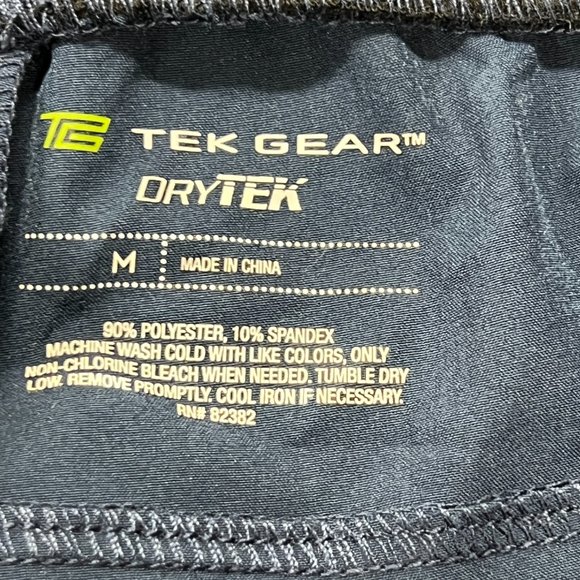 TG TEK GEAR™
DRYTEK
M MADE IN CHINA
90% POLYESTER, 10% SPANDEX
MACHINE WASH COLD WITH LIKE COLORS, ONLY
NON-CHLORINE BLEACH WHEN NEEDED. TUMBLE DRY
LOW. REMOVE PROMPTLY. COOL IRON IF NECESSARY.
RN# 82382